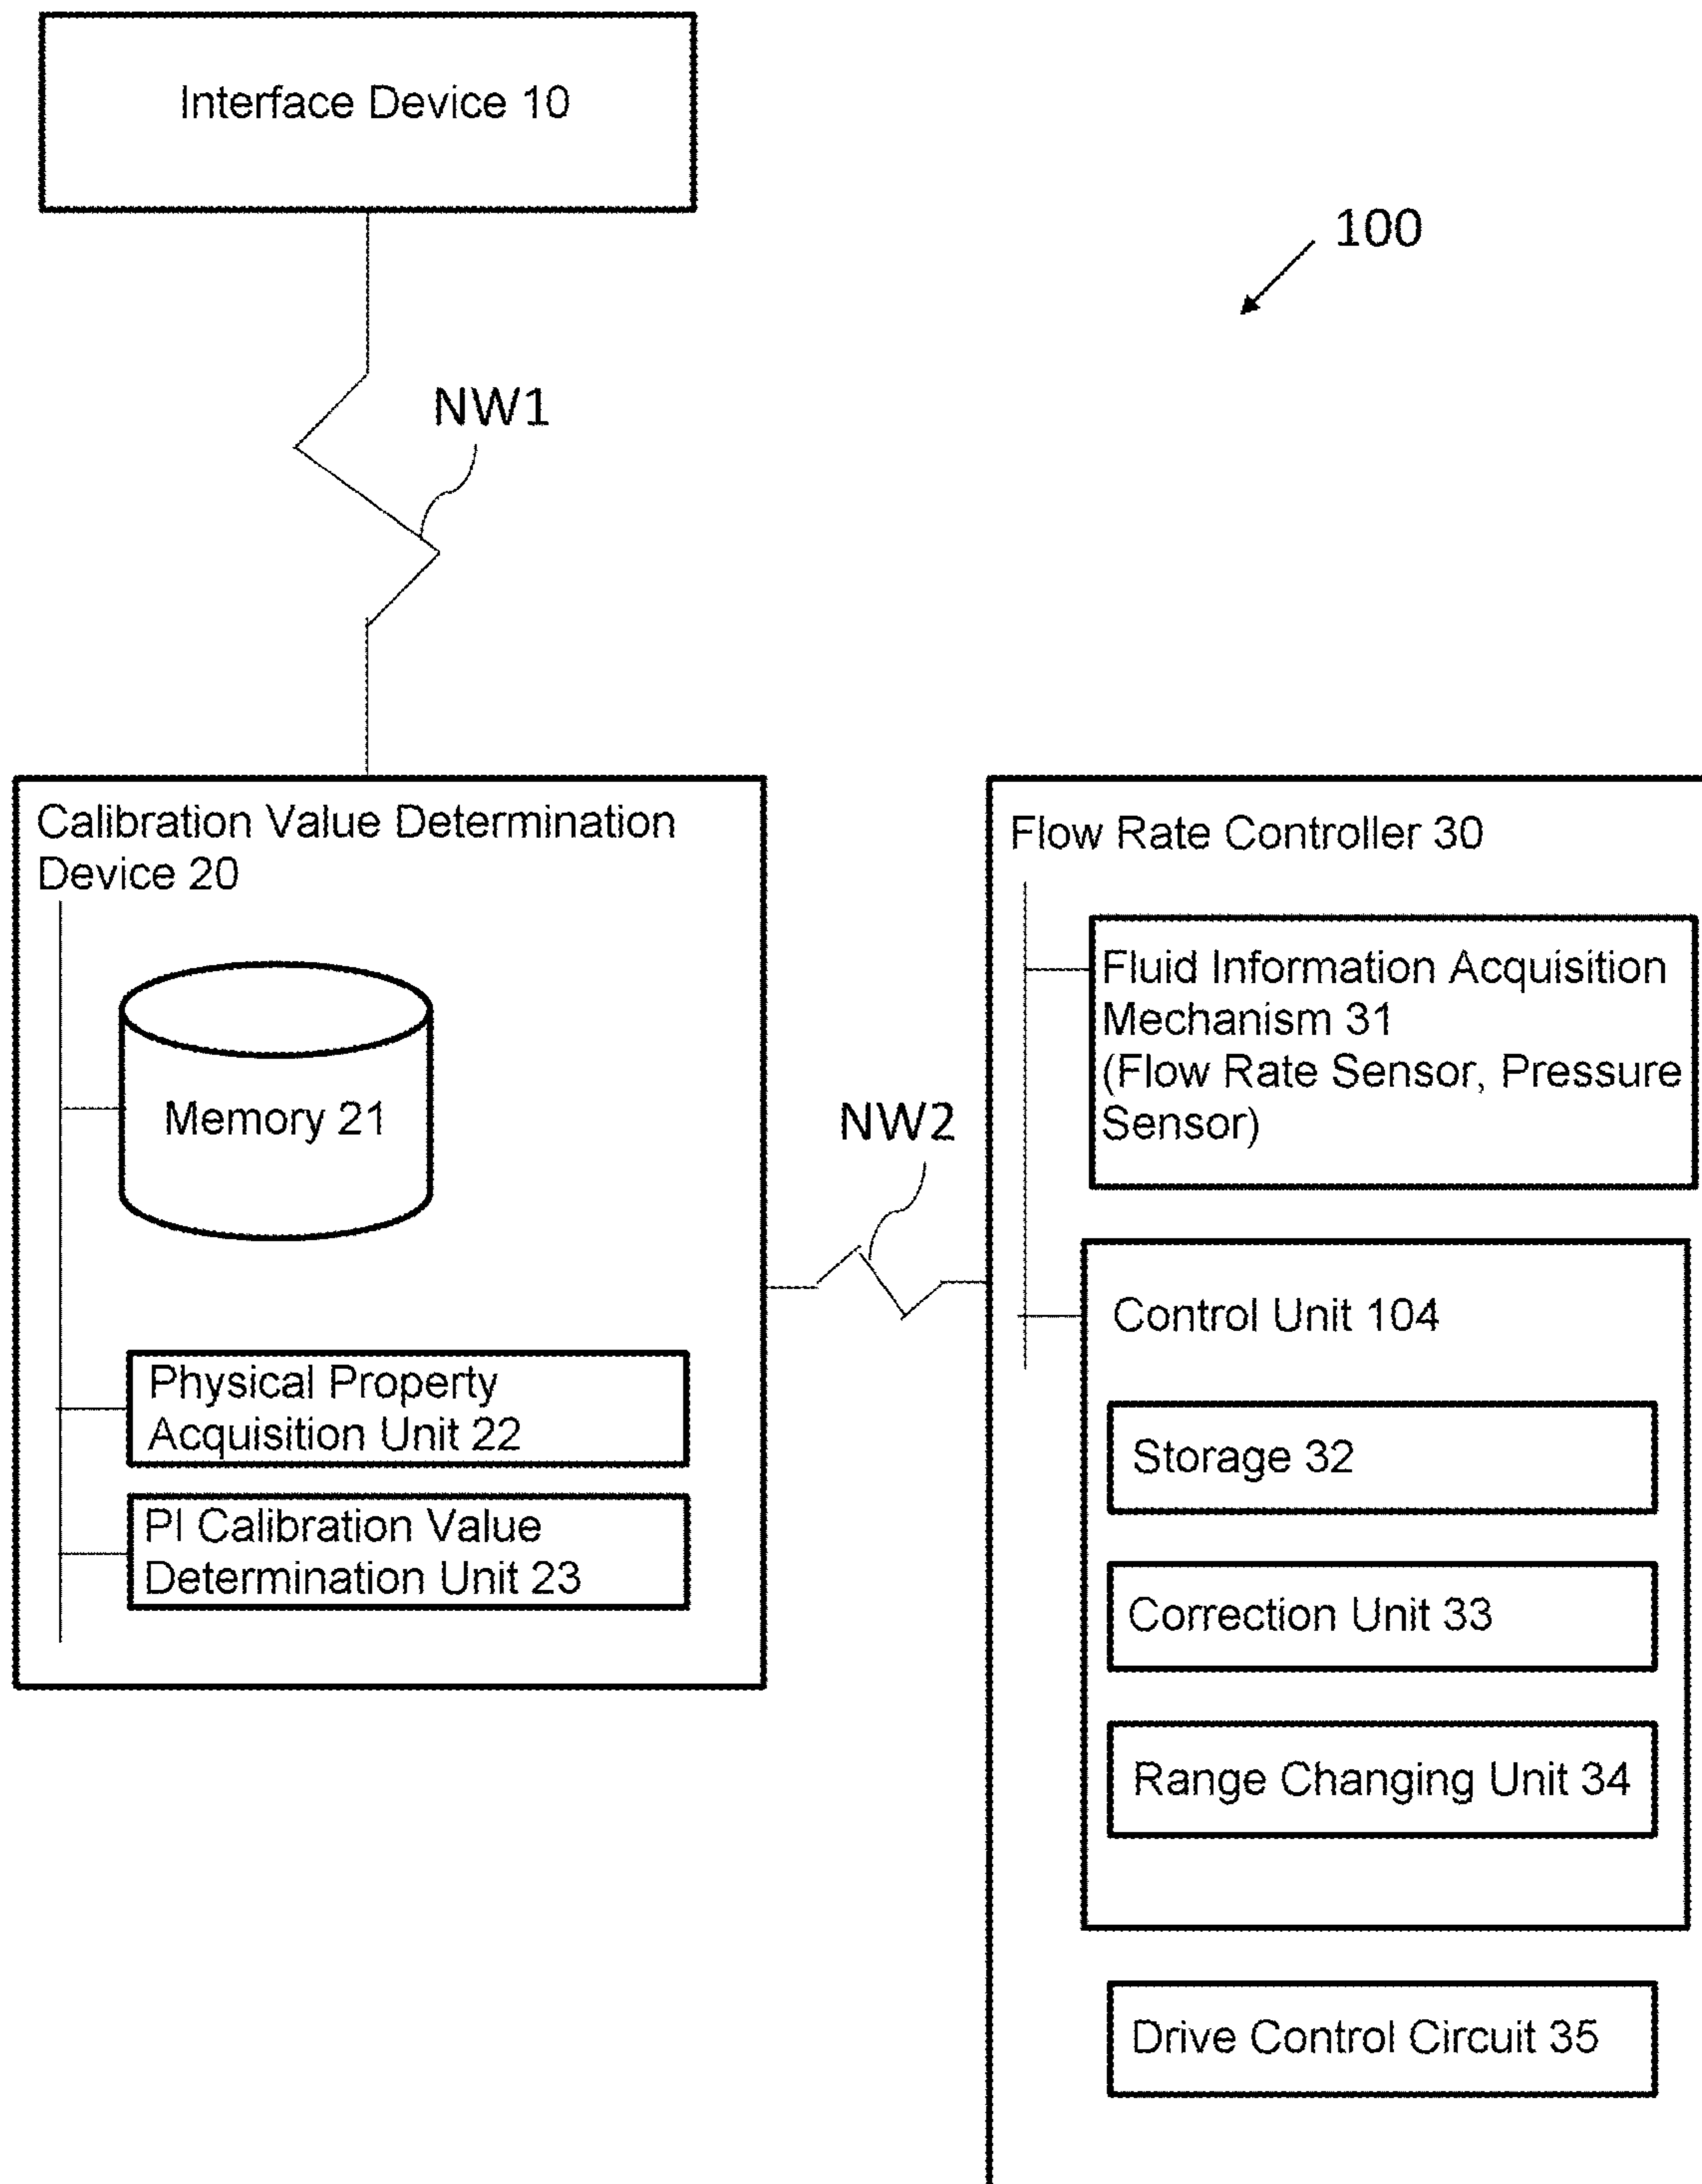 Interface Device 10
100
NW1
Calibration Value Determination
Device 20
Memory 21
Physical Property
Acquisition Unit 22
PI Calibration Value
Determination Unit 23
NW2
Flow Rate Controller 30
Fluid Information Acquisition
Mechanism 31
(Flow Rate Sensor, Pressure
Sensor)
Control Unit 104
Storage 32
Correction Unit 33
Range Changing Unit 34
Drive Control Circuit 35